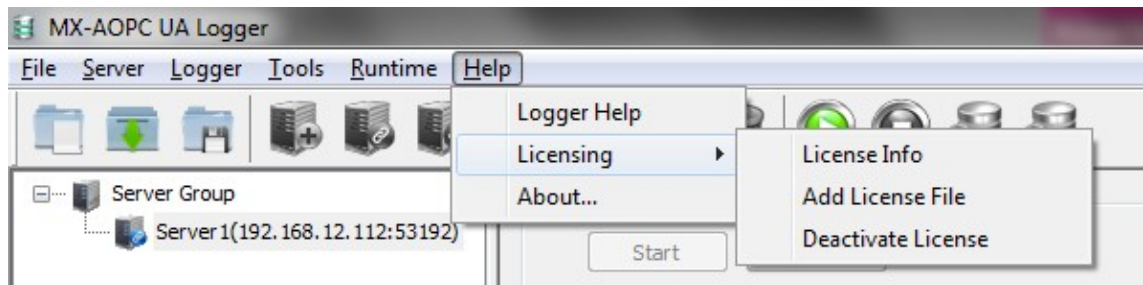 MX-AOPC UA Logger
File Server Logger Tools Runtime Help
Logger Help
Licensing
About...
License Info
Add License File
Deactivate License
Server Group
Server1(192.168.12.112:53192)
Start